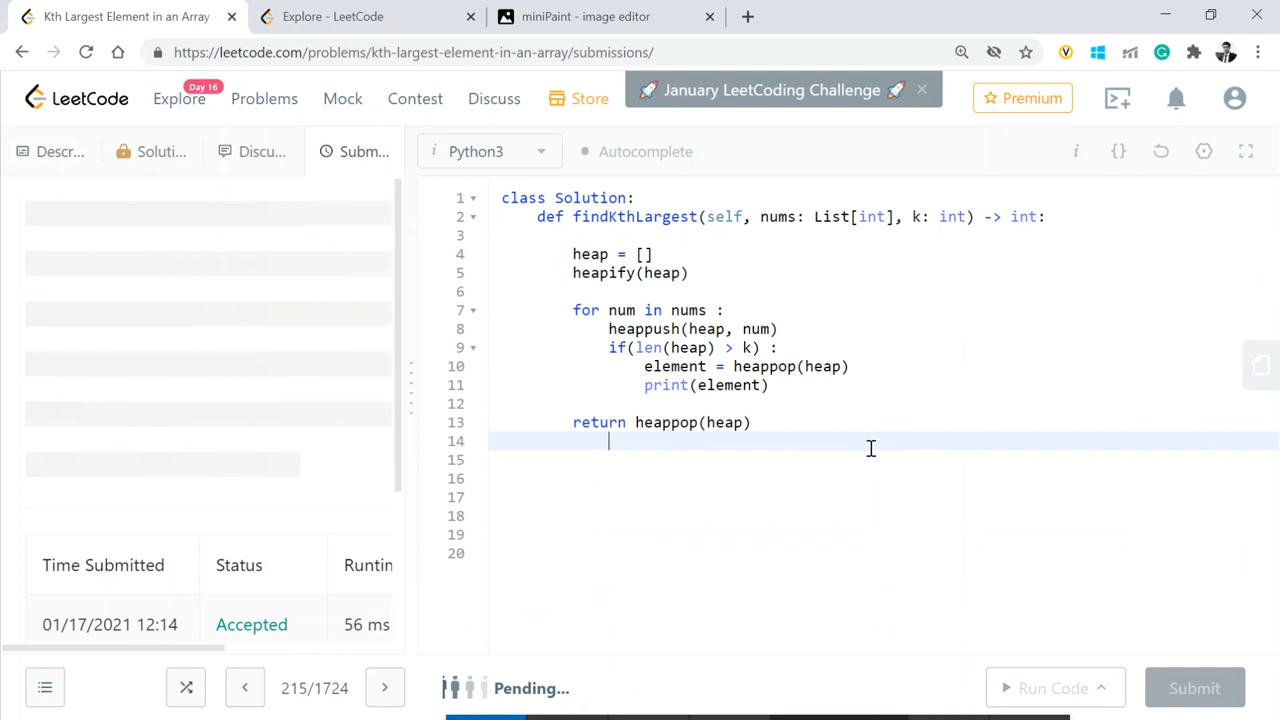 Kth Largest Element in an Array
Explore - LeetCode
miniPaint - image editor
https://leetcode.com/problems/kth-largest-element-in-an-array/submissions/
LeetCode
Explore
Day 16
Problems
Mock
Contest
Discuss
Store
🚀 January LeetCoding Challenge 🚀
Premium
Descr...
Soluti...
Discu...
Subm...
i Python3
Autocomplete
1 class Solution:
2 def findKthLargest(self, nums: List[int], k: int) -> int:
3
4 heap = []
5 heapify(heap)
6
7 for num in nums :
8 heappush(heap, num)
9 if(len(heap) > k) :
10 element = heappop(heap)
11 print(element)
12
13 return heappop(heap)
14
15
16
17
18
19
20
Time Submitted Status Runtin
01/17/2021 12:14 Accepted 56 ms
215/1724
Pending...
Run Code
Submit